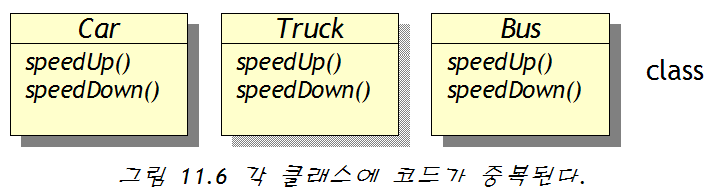 Car
speedUp()
speedDown()
Truck
speedUp()
speedDown()
Bus
speedUp()
speedDown()
class
그림 11.6 각 클래스에 코드가 중복된다.